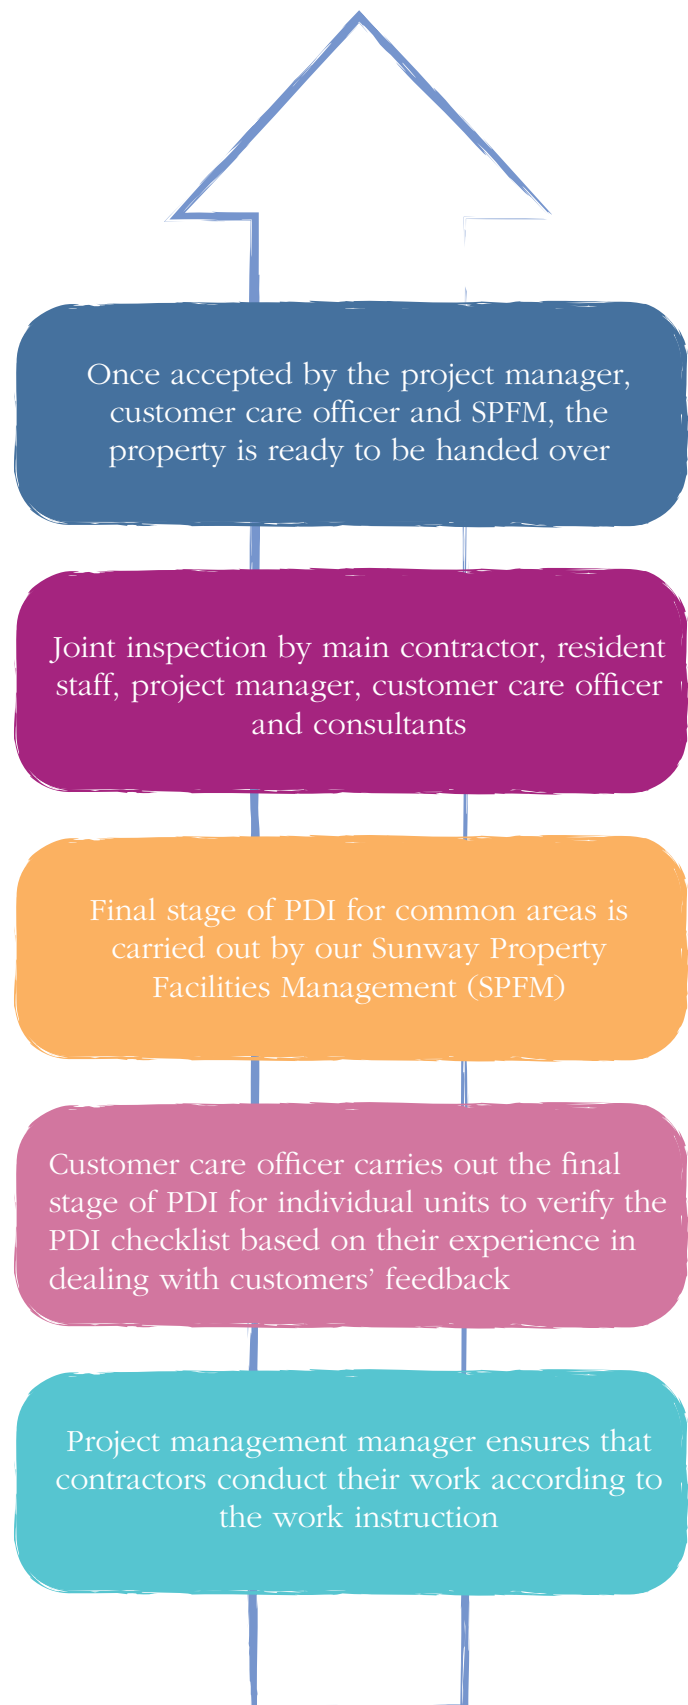 Once accepted by the project manager,
customer care officer and SPFM, the
property is ready to be handed over
Joint inspection by main contractor, resident
staff, project manager, customer care officer
and consultants
Final stage of PDI for common areas is
carried out by our Sunway Property
Facilities Management (SPFM)
Customer care officer carries out the final
stage of PDI for individual units to verify the
PDI checklist based on their experience in
dealing with customers’ feedback
Project management manager ensures that
contractors conduct their work according to
the work instruction